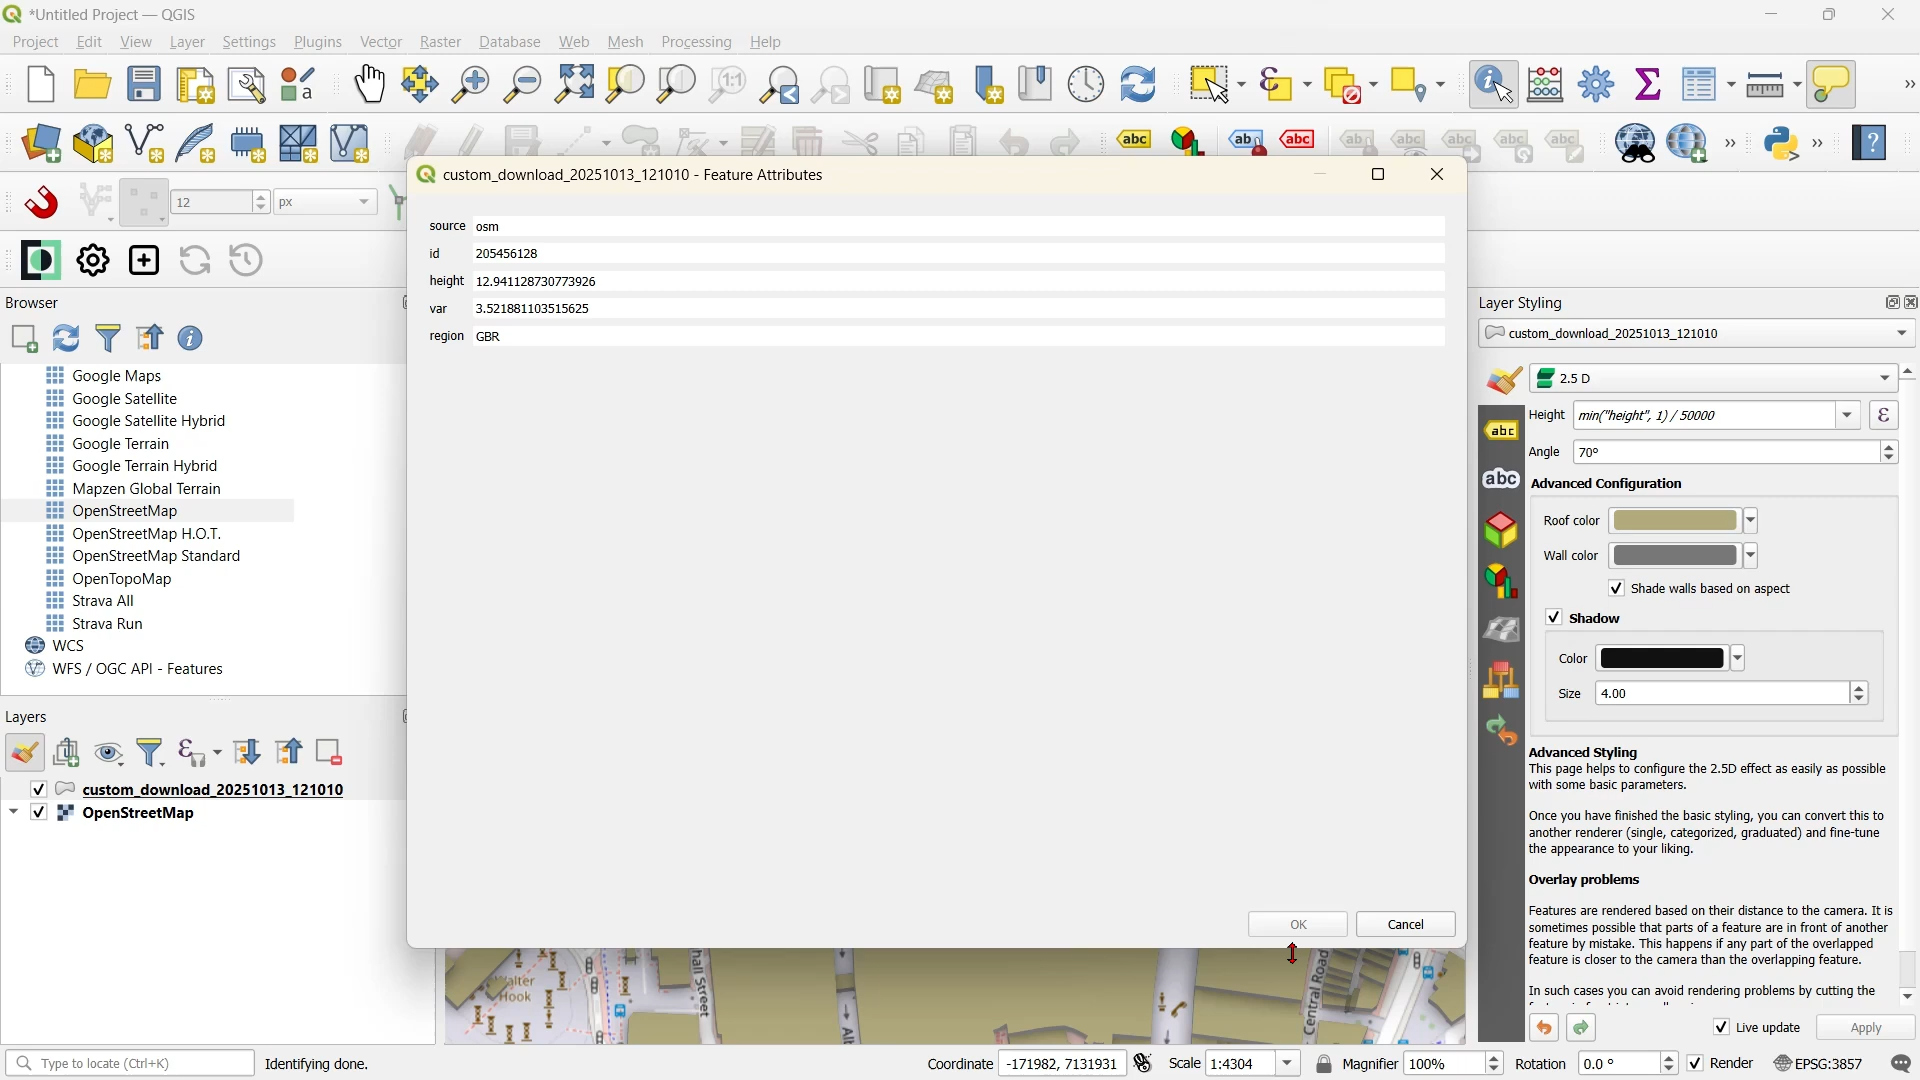 *Untitled Project — QGIS
Project Edit View Layer Settings Plugins Vector Raster Database Web Mesh Processing Help
12 px
custom_download_20251013_121010 - Feature Attributes
source osm
id 205456128
height 12.941128730773926
var 3.521881103515625
region GBR
OK Cancel
Browser
Google Maps
Google Satellite
Google Satellite Hybrid
Google Terrain
Google Terrain Hybrid
Mapzen Global Terrain
OpenStreetMap
OpenStreetMap H.O.T.
OpenStreetMap Standard
OpenTopoMap
Strava All
Strava Run
WCS
WFS / OGC API - Features
Layers
custom_download_20251013_121010
OpenStreetMap
Walter
Hook
hall Street
Central Road
Layer Styling
custom_download_20251013_121010
2.5 D
Height min("height", 1) / 50000
Angle 70°
Advanced Configuration
Roof color
Wall color
Shade walls based on aspect
Shadow
Color
Size 4.00
Advanced Styling
This page helps to configure the 2.5D effect as easily as possible
with some basic parameters.
Once you have finished the basic styling, you can convert this to
another renderer (single, categorized, graduated) and fine-tune
the appearance to your liking.
Overlay problems
Features are rendered based on their distance to the camera. It is
sometimes possible that parts of a feature are in front of another
feature by mistake. This happens if any part of the overlapped
feature is closer to the camera than the overlapping feature.
In such cases you can avoid rendering problems by cutting the
Live update Apply
Type to locate (Ctrl+K) Identifying done. Coordinate -171982, 7131931 Scale 1:4304 Magnifier 100% Rotation 0.0 ° Render EPSG:3857